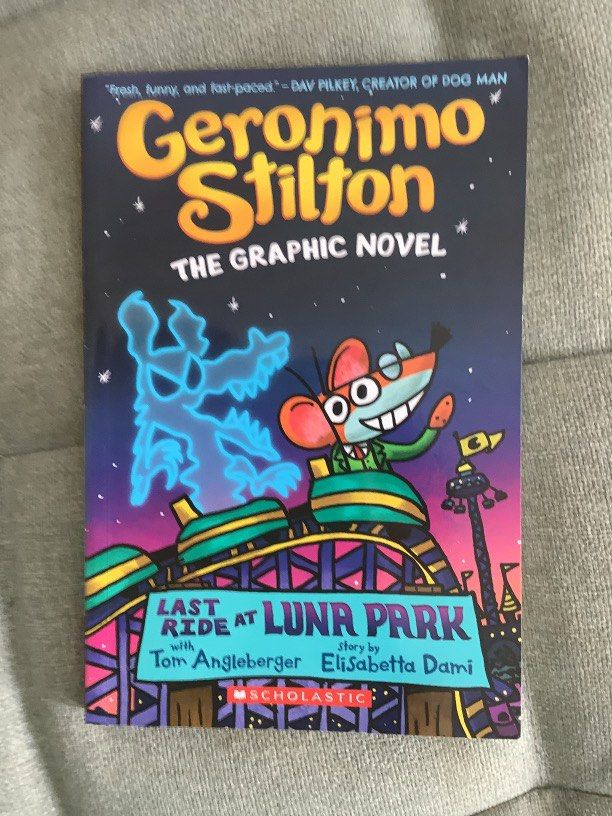 "Fresh, funny, and fast-paced." – DAV PILKEY, CREATOR OF DOG MAN
Geronimo
Stilton
THE GRAPHIC NOVEL
LAST
RIDE AT LUNA PARK
with
Tom Angleberger
story by
Elisabetta Dami
SCHOLASTIC